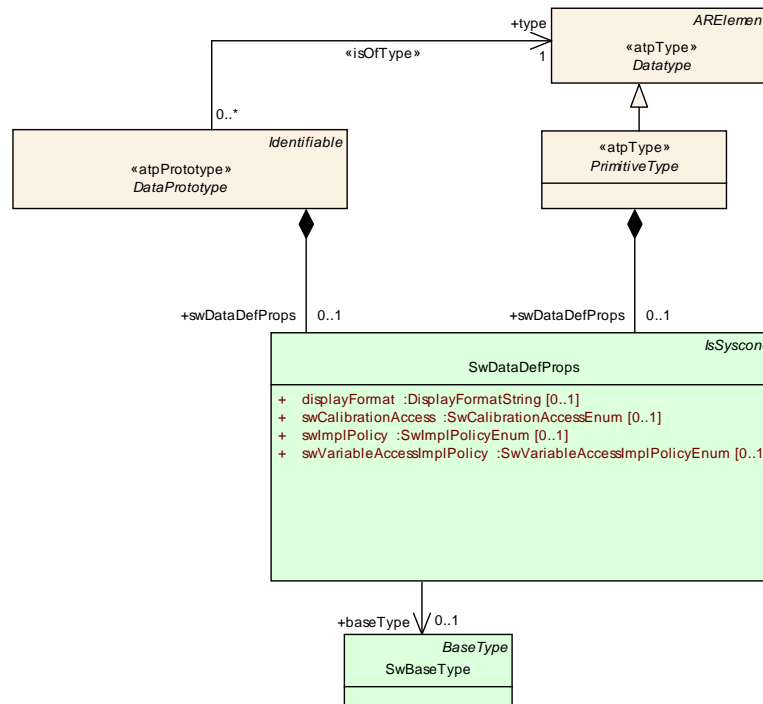 ARElement
+type
«atpType»
Datatype
«isOfType»
1
0..*
Identifiable
«atpPrototype»
DataPrototype
«atpType»
PrimitiveType
+swDataDefProps
0..1
+swDataDefProps
0..1
IsSyscond
SwDataDefProps
+ displayFormat :DisplayFormatString [0..1]
+ swCalibrationAccess :SwCalibrationAccessEnum [0..1]
+ swImplPolicy :SwImplPolicyEnum [0..1]
+ swVariableAccessImplPolicy :SwVariableAccessImplPolicyEnum [0..1
+baseType
0..1
BaseType
SwBaseType